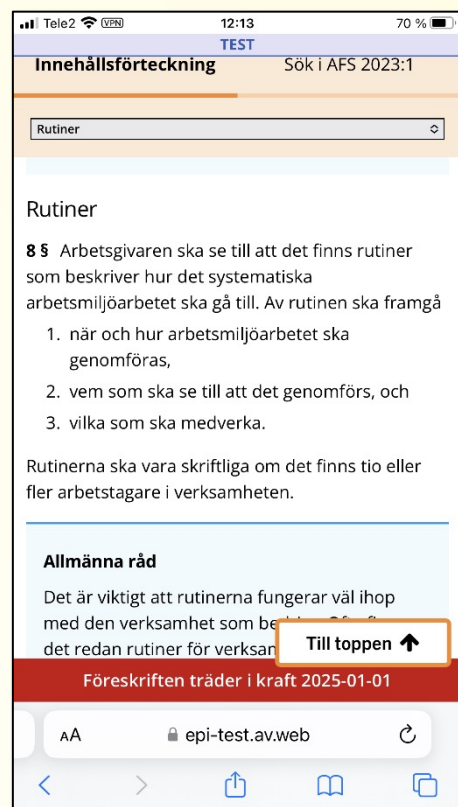 Tele2 VPN 12:13 70 %
TEST
Innehållsförteckning Sök i AFS 2023:1
Rutiner
Rutiner
8 § Arbetsgivaren ska se till att det finns rutiner
som beskriver hur det systematiska
arbetsmiljöarbetet ska gå till. Av rutinen ska framgå
1. när och hur arbetsmiljöarbetet ska
genomföras,
2. vem som ska se till att det genomförs, och
3. vilka som ska medverka.
Rutinerna ska vara skriftliga om det finns tio eller
fler arbetstagare i verksamheten.
Allmänna råd
Det är viktigt att rutinerna fungerar väl ihop
med den verksamhet som
det redan rutiner för
Till toppen
Föreskriften träder i kraft 2025-01-01
AA epi-test.av.web